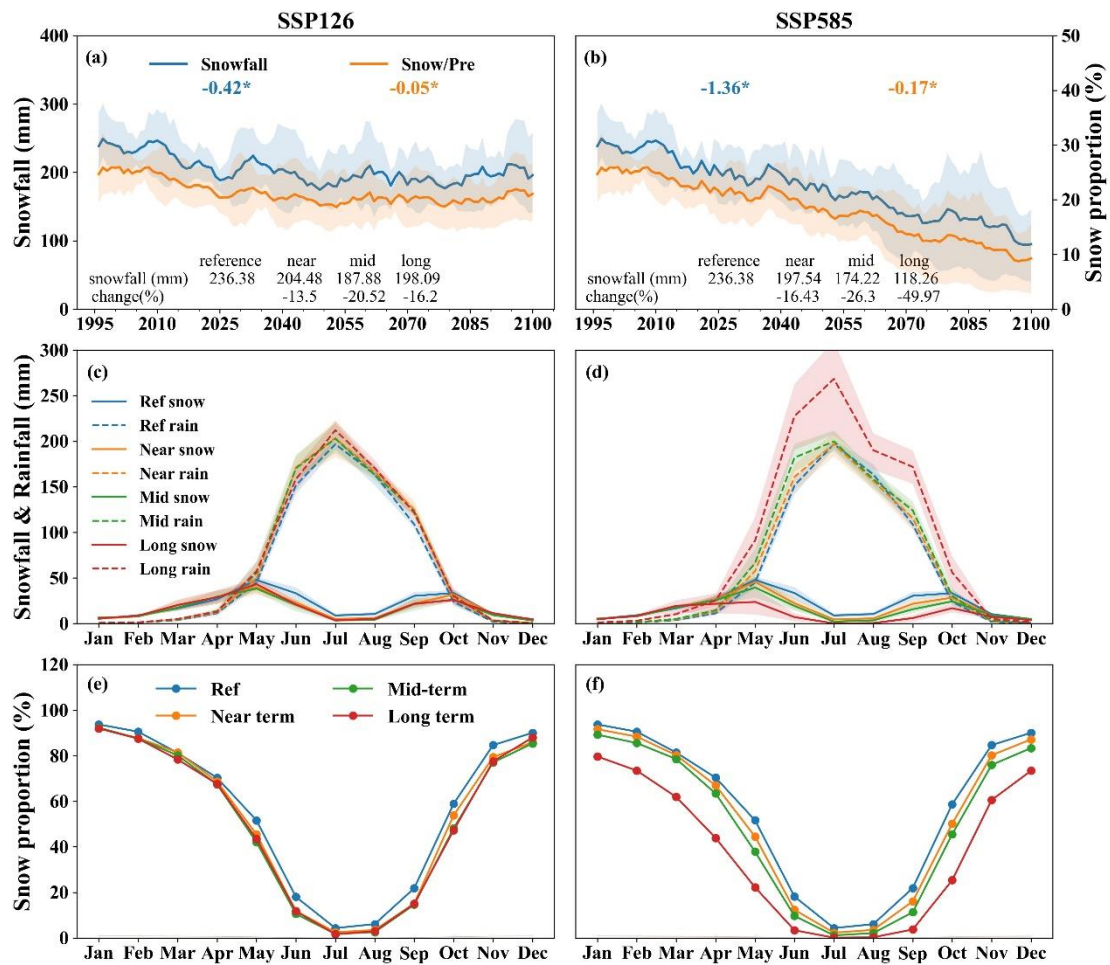 SSP126
SSP585
(a)
Snowfall
Snow/Pre
-0.42*
-0.05*
Snowfall (mm)
400
300
200
100
0
reference near mid long
snowfall (mm) 236.38 204.48 187.88 198.09
change(%) -13.5 -20.52 -16.2
1995 2010 2025 2040 2055 2070 2085 2100
(b)
-1.36*
-0.17*
reference near mid long
snowfall (mm) 236.38 197.54 174.22 118.26
change(%) -16.43 -26.3 -49.97
1995 2010 2025 2040 2055 2070 2085 2100
50
40
30
20
10
0
Snow proportion (%)
(c)
Snowfall & Rainfall (mm)
300
250
200
150
100
50
0
Ref snow
Ref rain
Near snow
Near rain
Mid snow
Mid rain
Long snow
Long rain
Jan Feb Mar Apr May Jun Jul Aug Sep Oct Nov Dec
(d)
Jan Feb Mar Apr May Jun Jul Aug Sep Oct Nov Dec
(e)
Snow proportion (%)
120
100
80
60
40
20
0
Ref
Mid-term
Near term
Long term
Jan Feb Mar Apr May Jun Jul Aug Sep Oct Nov Dec
(f)
Jan Feb Mar Apr May Jun Jul Aug Sep Oct Nov Dec